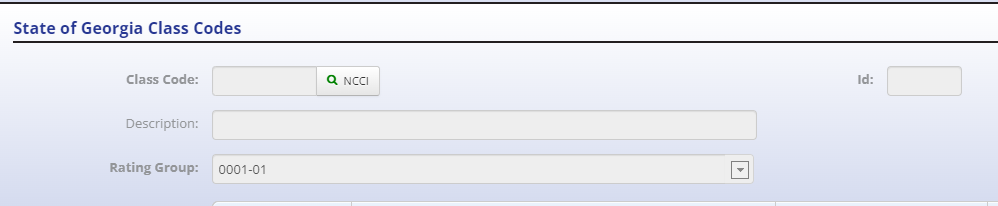 State of Georgia Class Codes
Class Code: NCCI Id:
Description:
Rating Group: 0001-01